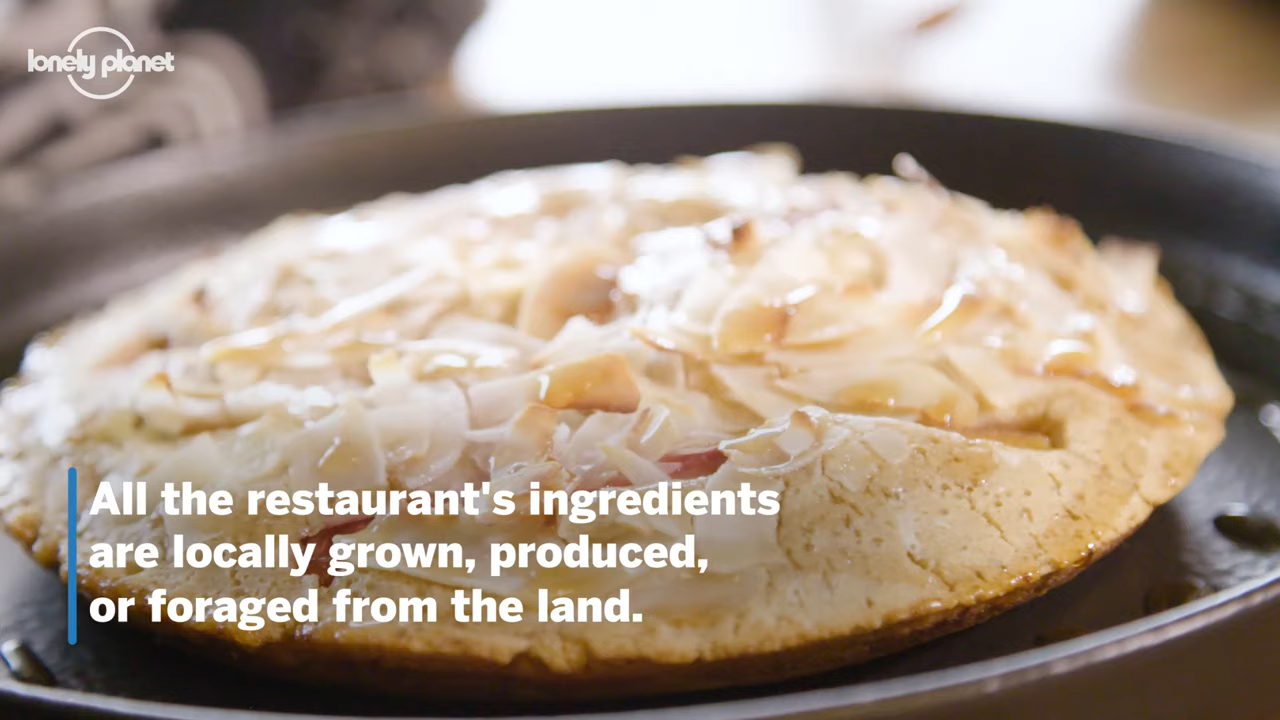 lonely planet
All the restaurant's ingredients
are locally grown, produced,
or foraged from the land.